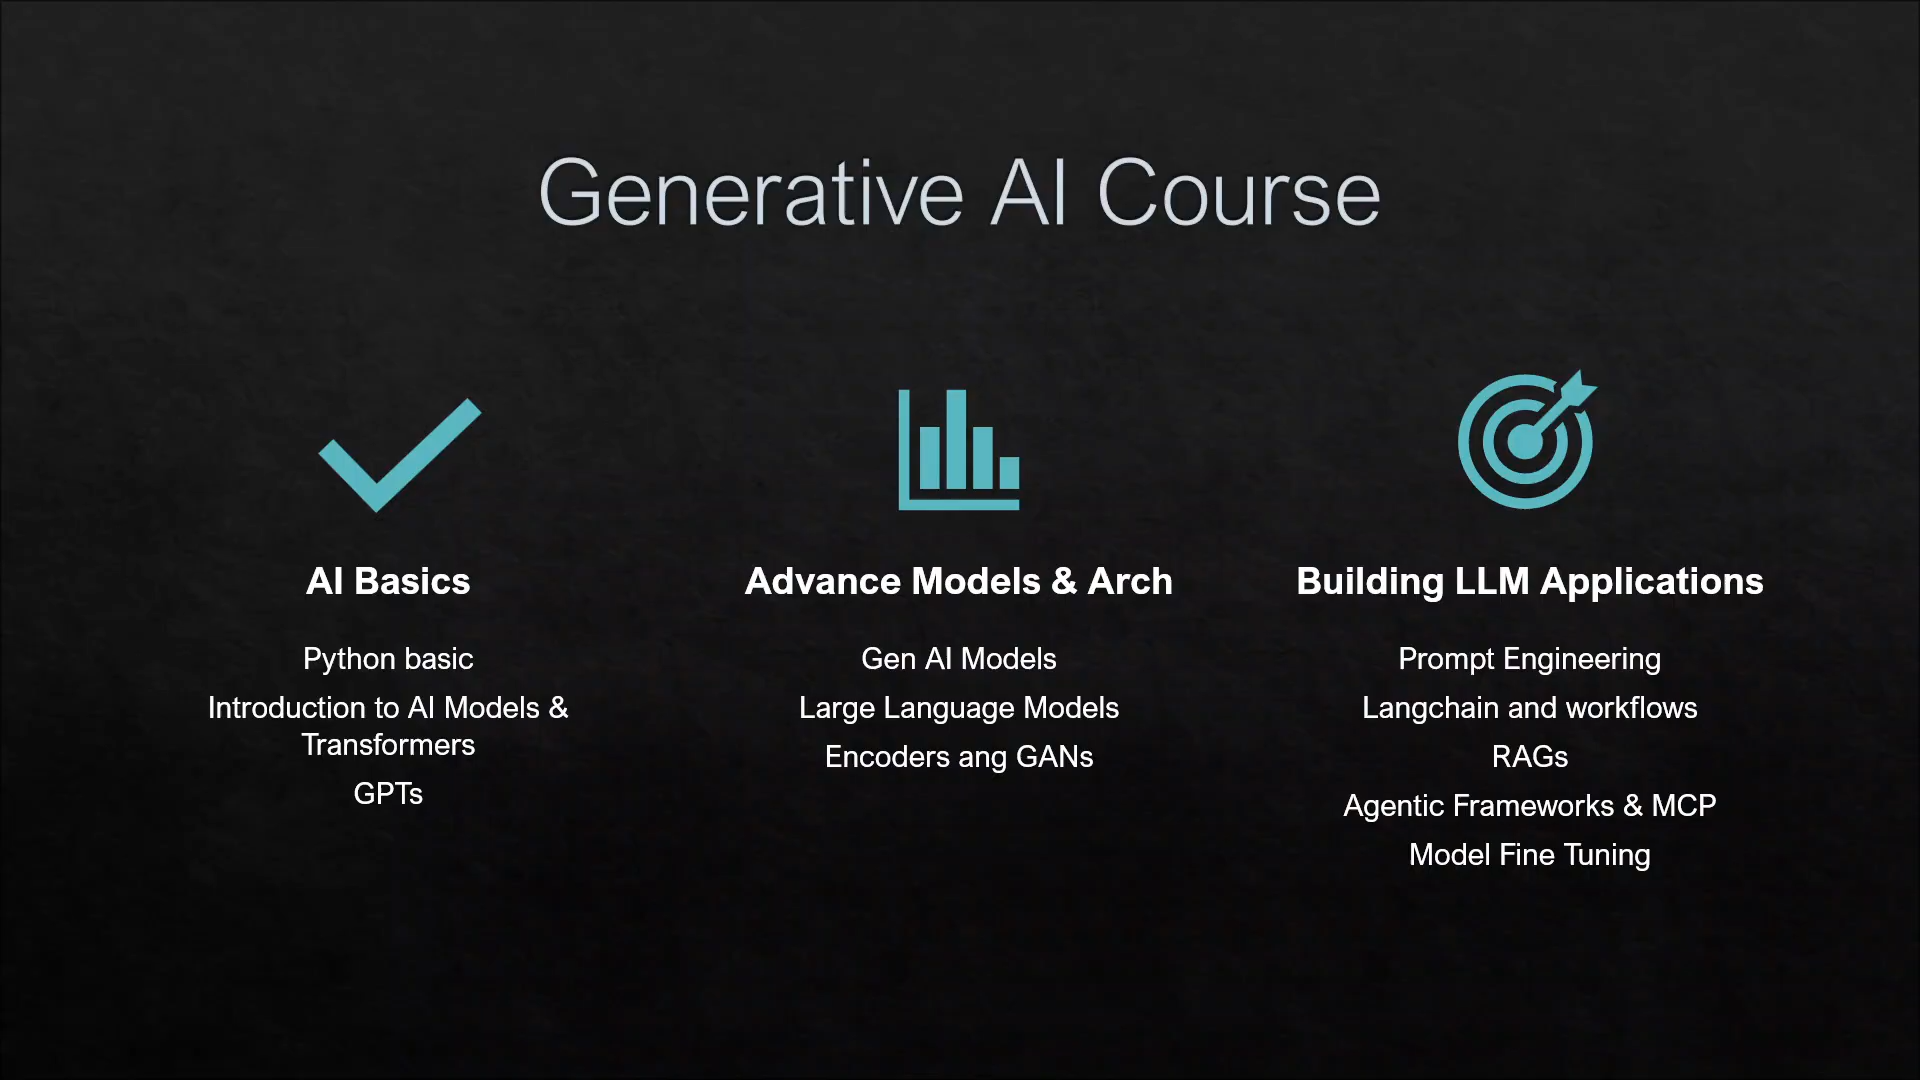 Generative AI Course
AI Basics
Python basic
Introduction to AI Models &
Transformers
GPTs
Advance Models & Arch
Gen AI Models
Large Language Models
Encoders ang GANs
Building LLM Applications
Prompt Engineering
Langchain and workflows
RAGs
Agentic Frameworks & MCP
Model Fine Tuning